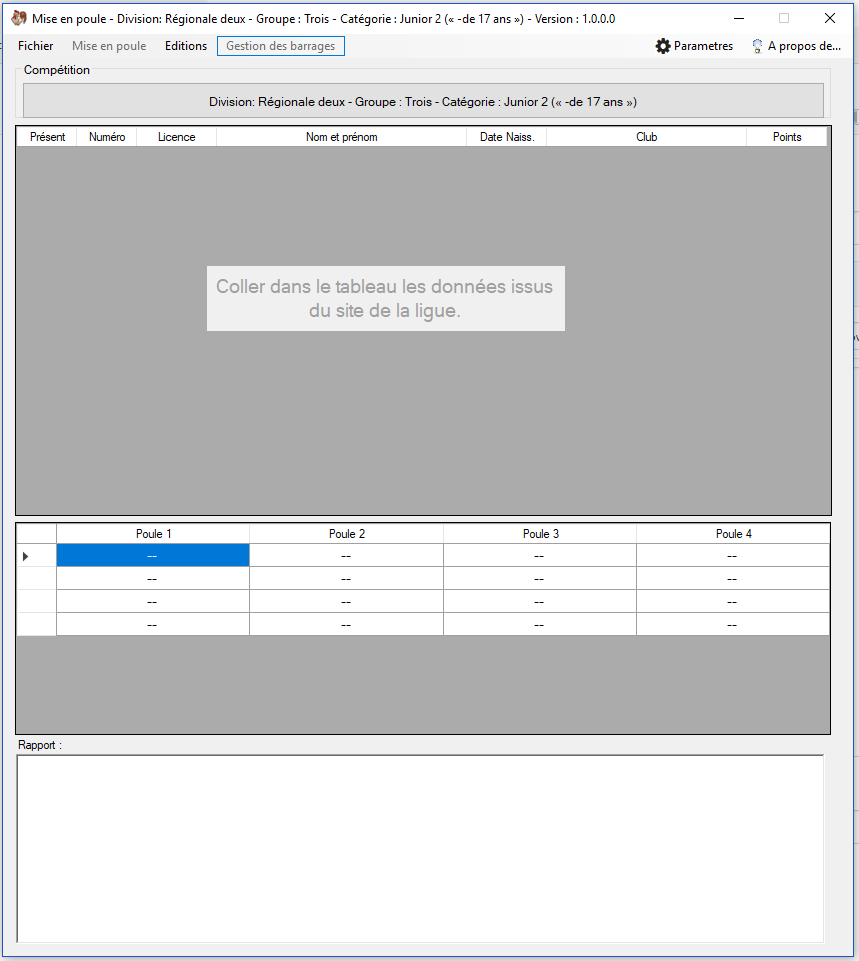 Mise en poule - Division: Régionale deux - Groupe : Trois - Catégorie : Junior 2 (« -de 17 ans ») - Version : 1.0.0.0
Fichier Mise en poule Editions Gestion des barrages Parametres A propos de...
Compétition
Division: Régionale deux - Groupe : Trois - Catégorie : Junior 2 (« -de 17 ans »)
Présent Numéro Licence Nom et prénom Date Naiss. Club Points
Coller dans le tableau les données issus
du site de la ligue.
Poule 1 Poule 2 Poule 3 Poule 4
-- -- -- --
-- -- -- --
-- -- -- --
-- -- -- --
Rapport :